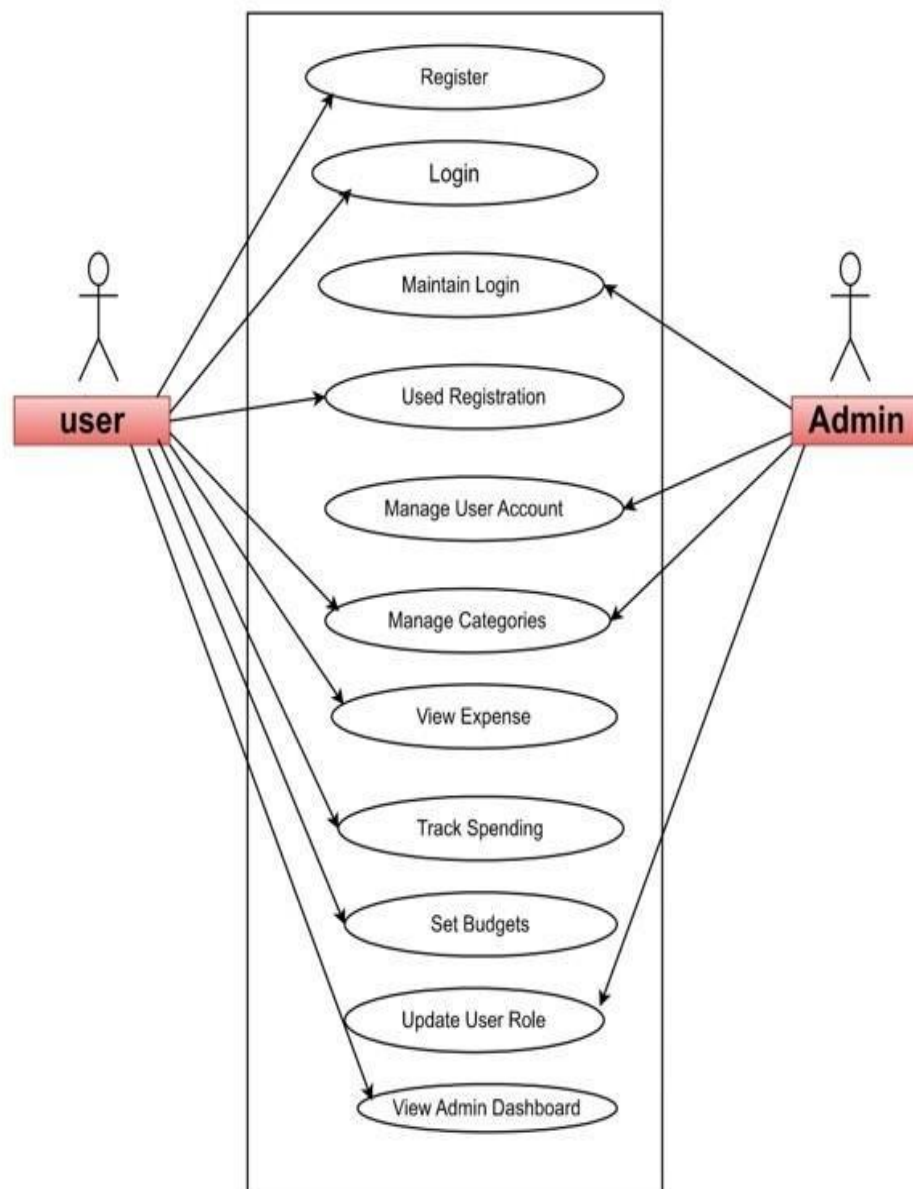 Register
Login
Maintain Login
Used Registration
user
Admin
Manage User Account
Manage Categories
View Expense
Track Spending
Set Budgets
Update User Role
View Admin Dashboard